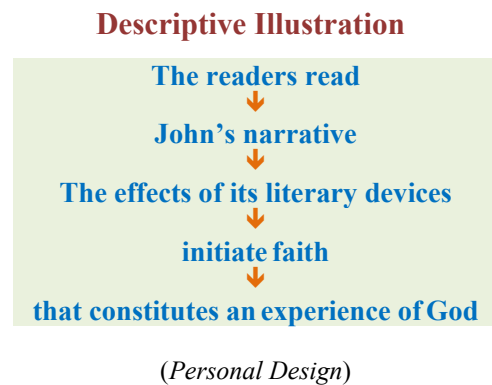 Descriptive Illustration
The readers read
John’s narrative
The effects of its literary devices
initiate faith
that constitutes an experience of God
(Personal Design)